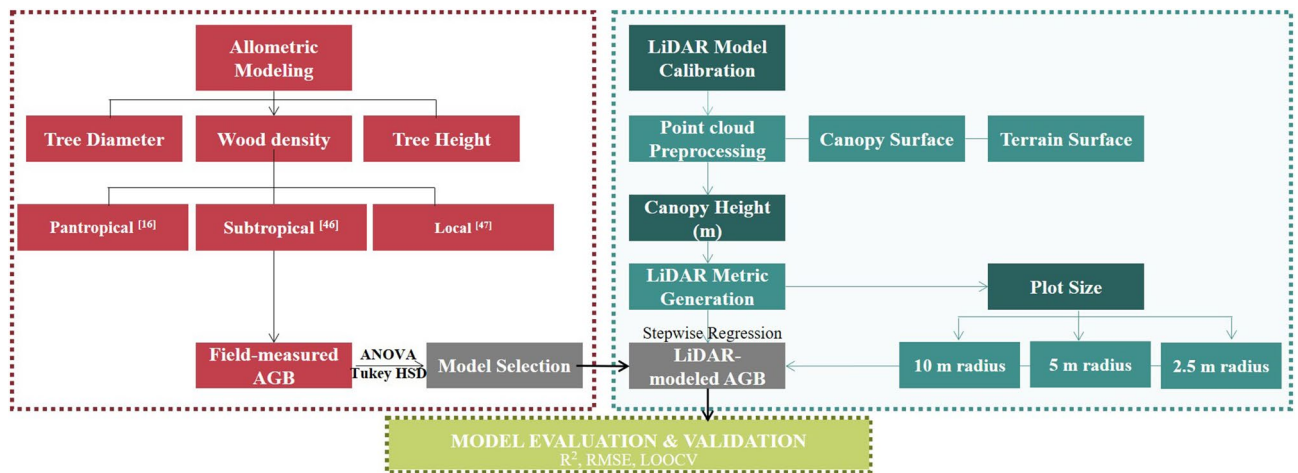 Allometric
Modeling
Tree Diameter
Wood density
Tree Height
Pantropical [16]
Subtropical [46]
Local [47]
Field-measured
AGB
ANOVA
Tukey HSD
Model Selection
LiDAR Model
Calibration
Point cloud
Preprocessing
Canopy Surface
Terrain Surface
Canopy Height
(m)
LiDAR Metric
Generation
Plot Size
Stepwise Regression
LiDAR-
modeled AGB
10 m radius
5 m radius
2.5 m radius
MODEL EVALUATION & VALIDATION
R², RMSE, LOOCV